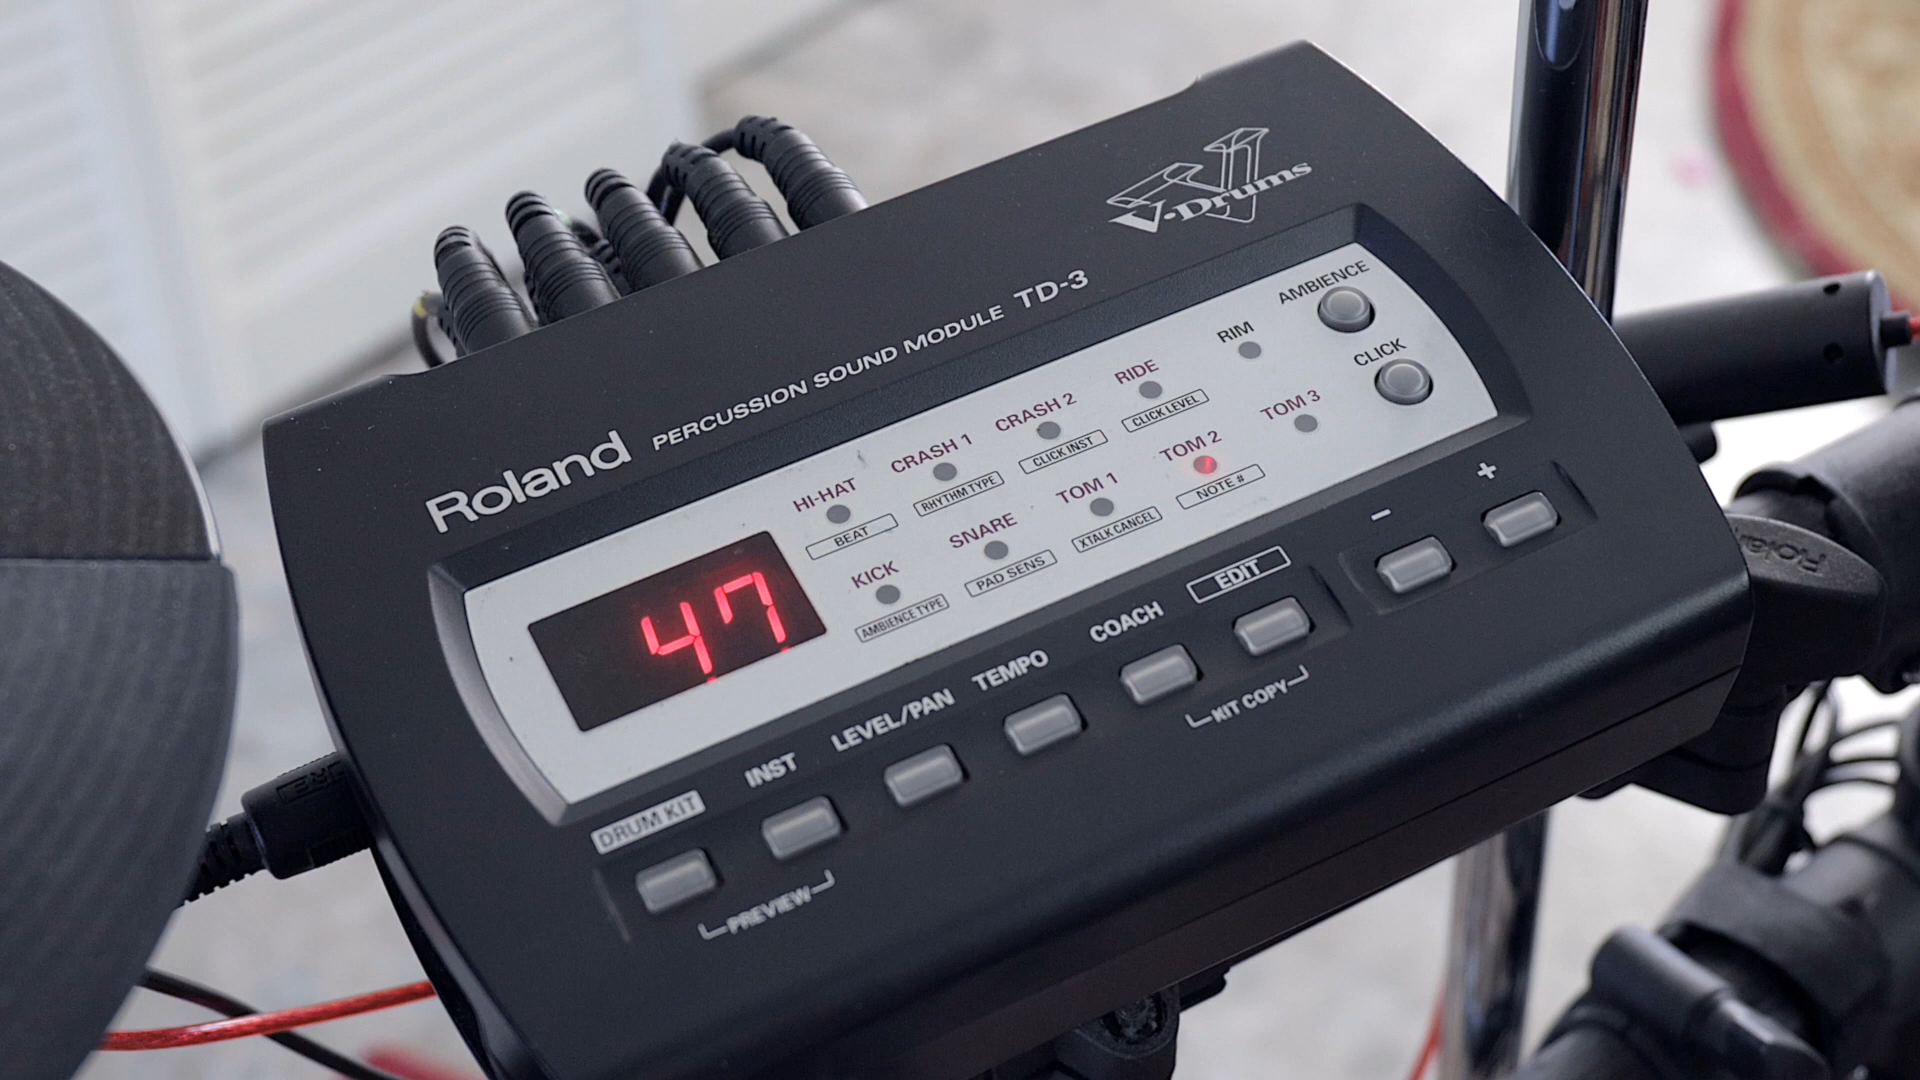 V-Drums
Roland PERCUSSION SOUND MODULE TD-3
AMBIENCE
CLICK
HI-HAT
CRASH 1
CRASH 2
RIDE
RIM
BEAT
RHYTHM TYPE
CLICK INST
CLICK LEVEL
KICK
SNARE
TOM 1
TOM 2
TOM 3
AMBIENCE TYPE
PAD SENS
XTALK CANCEL
NOTE #
47
DRUM KIT
INST
LEVEL/PAN
TEMPO
COACH
EDIT
-
+
PREVIEW
KIT COPY
Roland